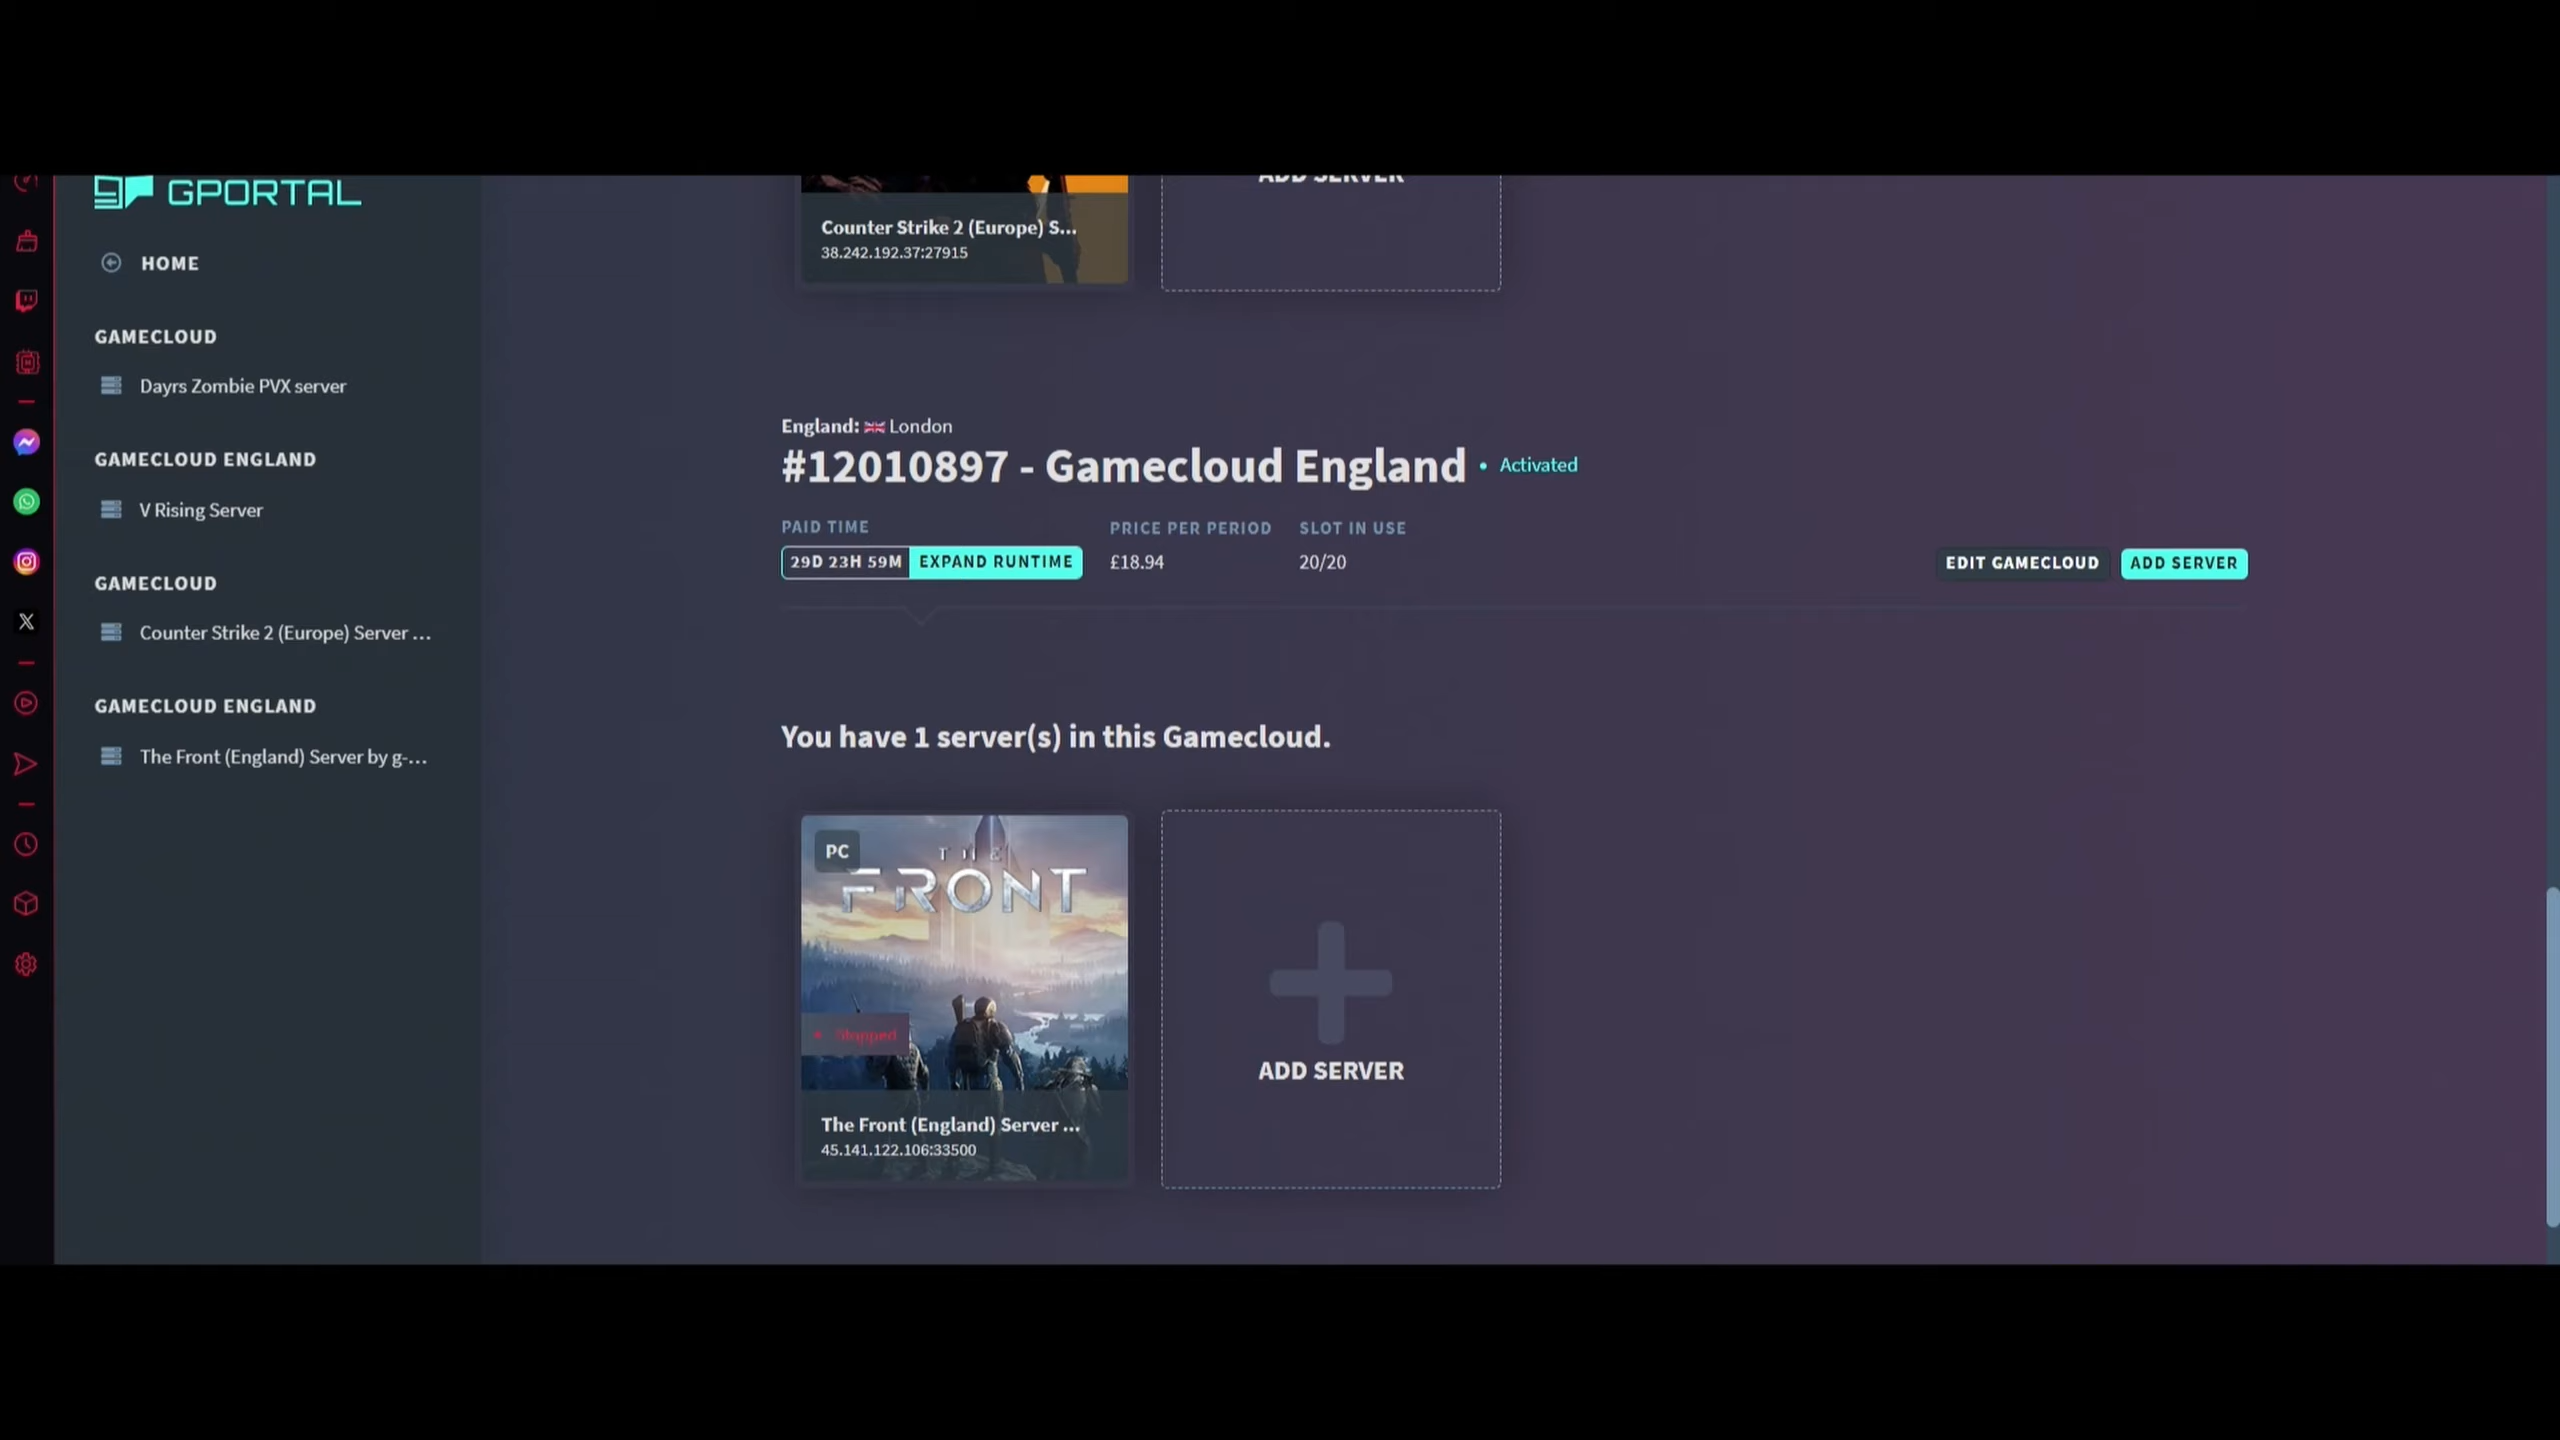 GPORTAL
HOME
GAMECLOUD
Dayrs Zombie PVX server
GAMECLOUD ENGLAND
V Rising Server
GAMECLOUD
Counter Strike 2 (Europe) Server ...
GAMECLOUD ENGLAND
The Front (England) Server by g-...
ADD SERVER
Counter Strike 2 (Europe) S...
38.242.192.37:27915
England: London
#12010897 - Gamecloud England • Activated
PAID TIME PRICE PER PERIOD SLOT IN USE
29D 23H 59M EXPAND RUNTIME £18.94 20/20 EDIT GAMECLOUD ADD SERVER
You have 1 server(s) in this Gamecloud.
PC
THE
FRONT
Stopped
The Front (England) Server ...
45.141.122.106:33500
ADD SERVER